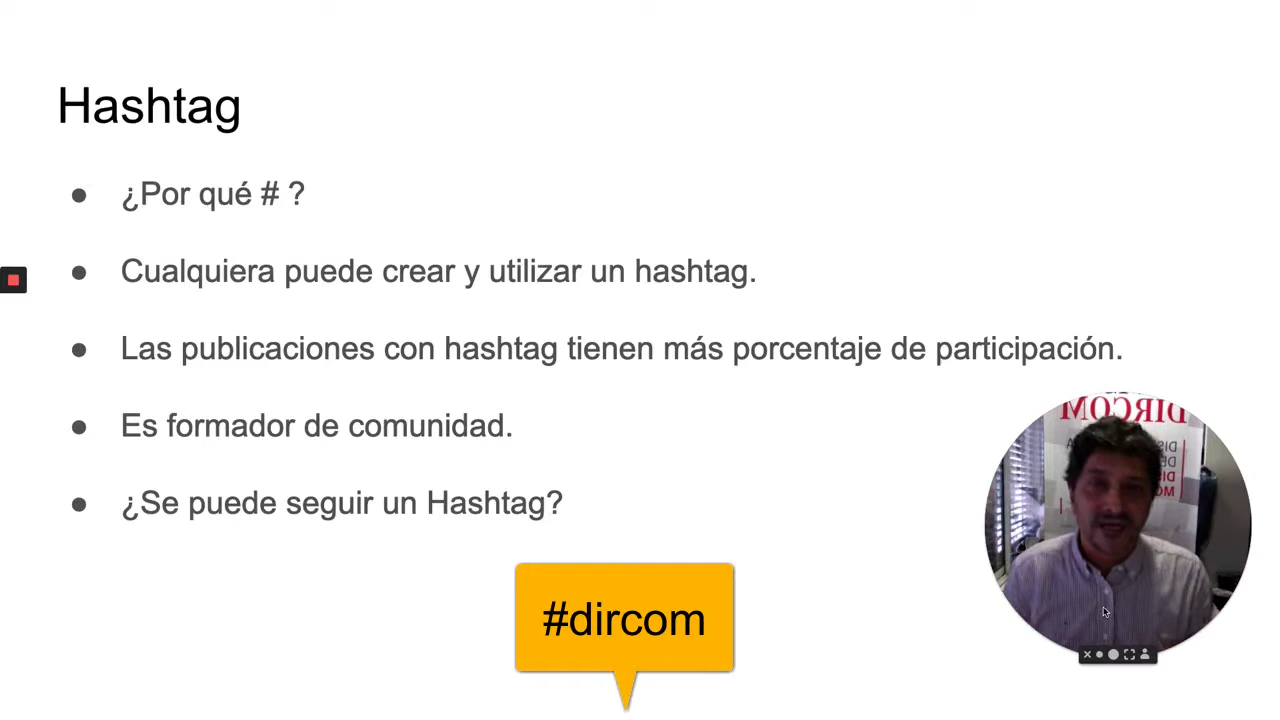 Hashtag
● ¿Por qué # ?
● Cualquiera puede crear y utilizar un hashtag.
● Las publicaciones con hashtag tienen más porcentaje de participación.
● Es formador de comunidad.
● ¿Se puede seguir un Hashtag?
DIRCOM
#dircom